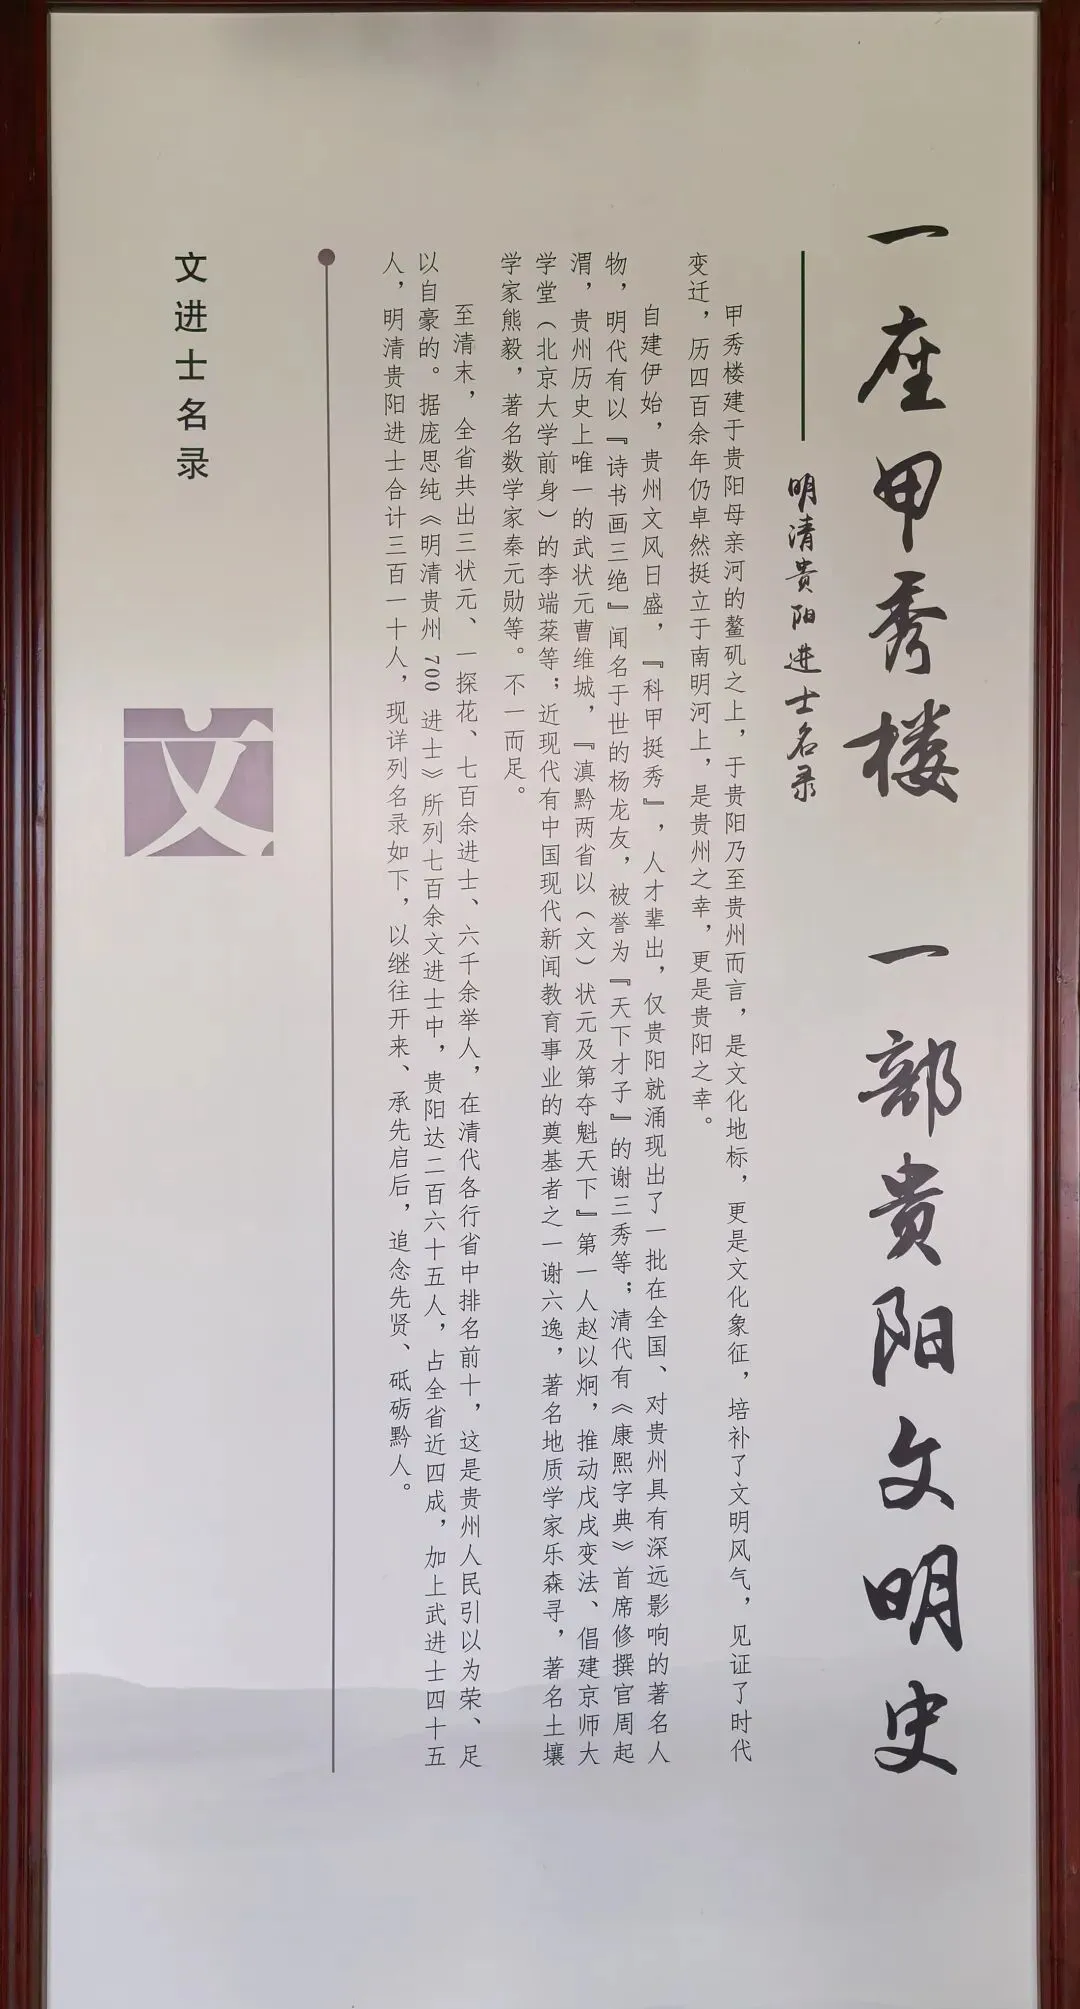 一座甲秀楼 一部贵阳文明史
明清贵阳进士名录
甲秀楼建于贵阳母亲河的鳌矶之上，于贵阳乃至贵州而言，是文化地标，更是文化象征，培补了文明风气，见证了时代
变迁，历四百余年仍卓然挺立于南明河上，是贵州之幸，更是贵阳之幸。
自建伊始，贵州文风日盛，『科甲挺秀』，人才辈出，仅贵阳就涌现出了一批在全国、对贵州具有深远影响的著名人
物，明代有以『诗书画三绝』闻名于世的杨龙友，被誉为『天下才子』的谢三秀等；清代有《康熙字典》首席修撰官周起
渭，贵州历史上唯一的武状元曹维城，『滇黔两省以（文）状元及第夺魁天下』第一人赵以炯，推动戊戌变法、倡建京师大
学堂（北京大学前身）的李端棻等；近现代有中国现代新闻教育事业的奠基者之一谢六逸，著名地质学家乐森寻，著名土壤
学家熊毅，著名数学家秦元勋等。不一而足。
至清末，全省共出三状元、一探花、七百余进士、六千余举人，在清代各行省中排名前十，这是贵州人民引以为荣、足
以自豪的。据庞思纯《明清贵州 700 进士》所列七百余文进士中，贵阳达二百六十五人，占全省近四成，加上武进士四十五
人，明清贵阳进士合计三百一十人，现详列名录如下，以继往开来、承先启后，追念先贤、砥砺黔人。
文进士名录
文